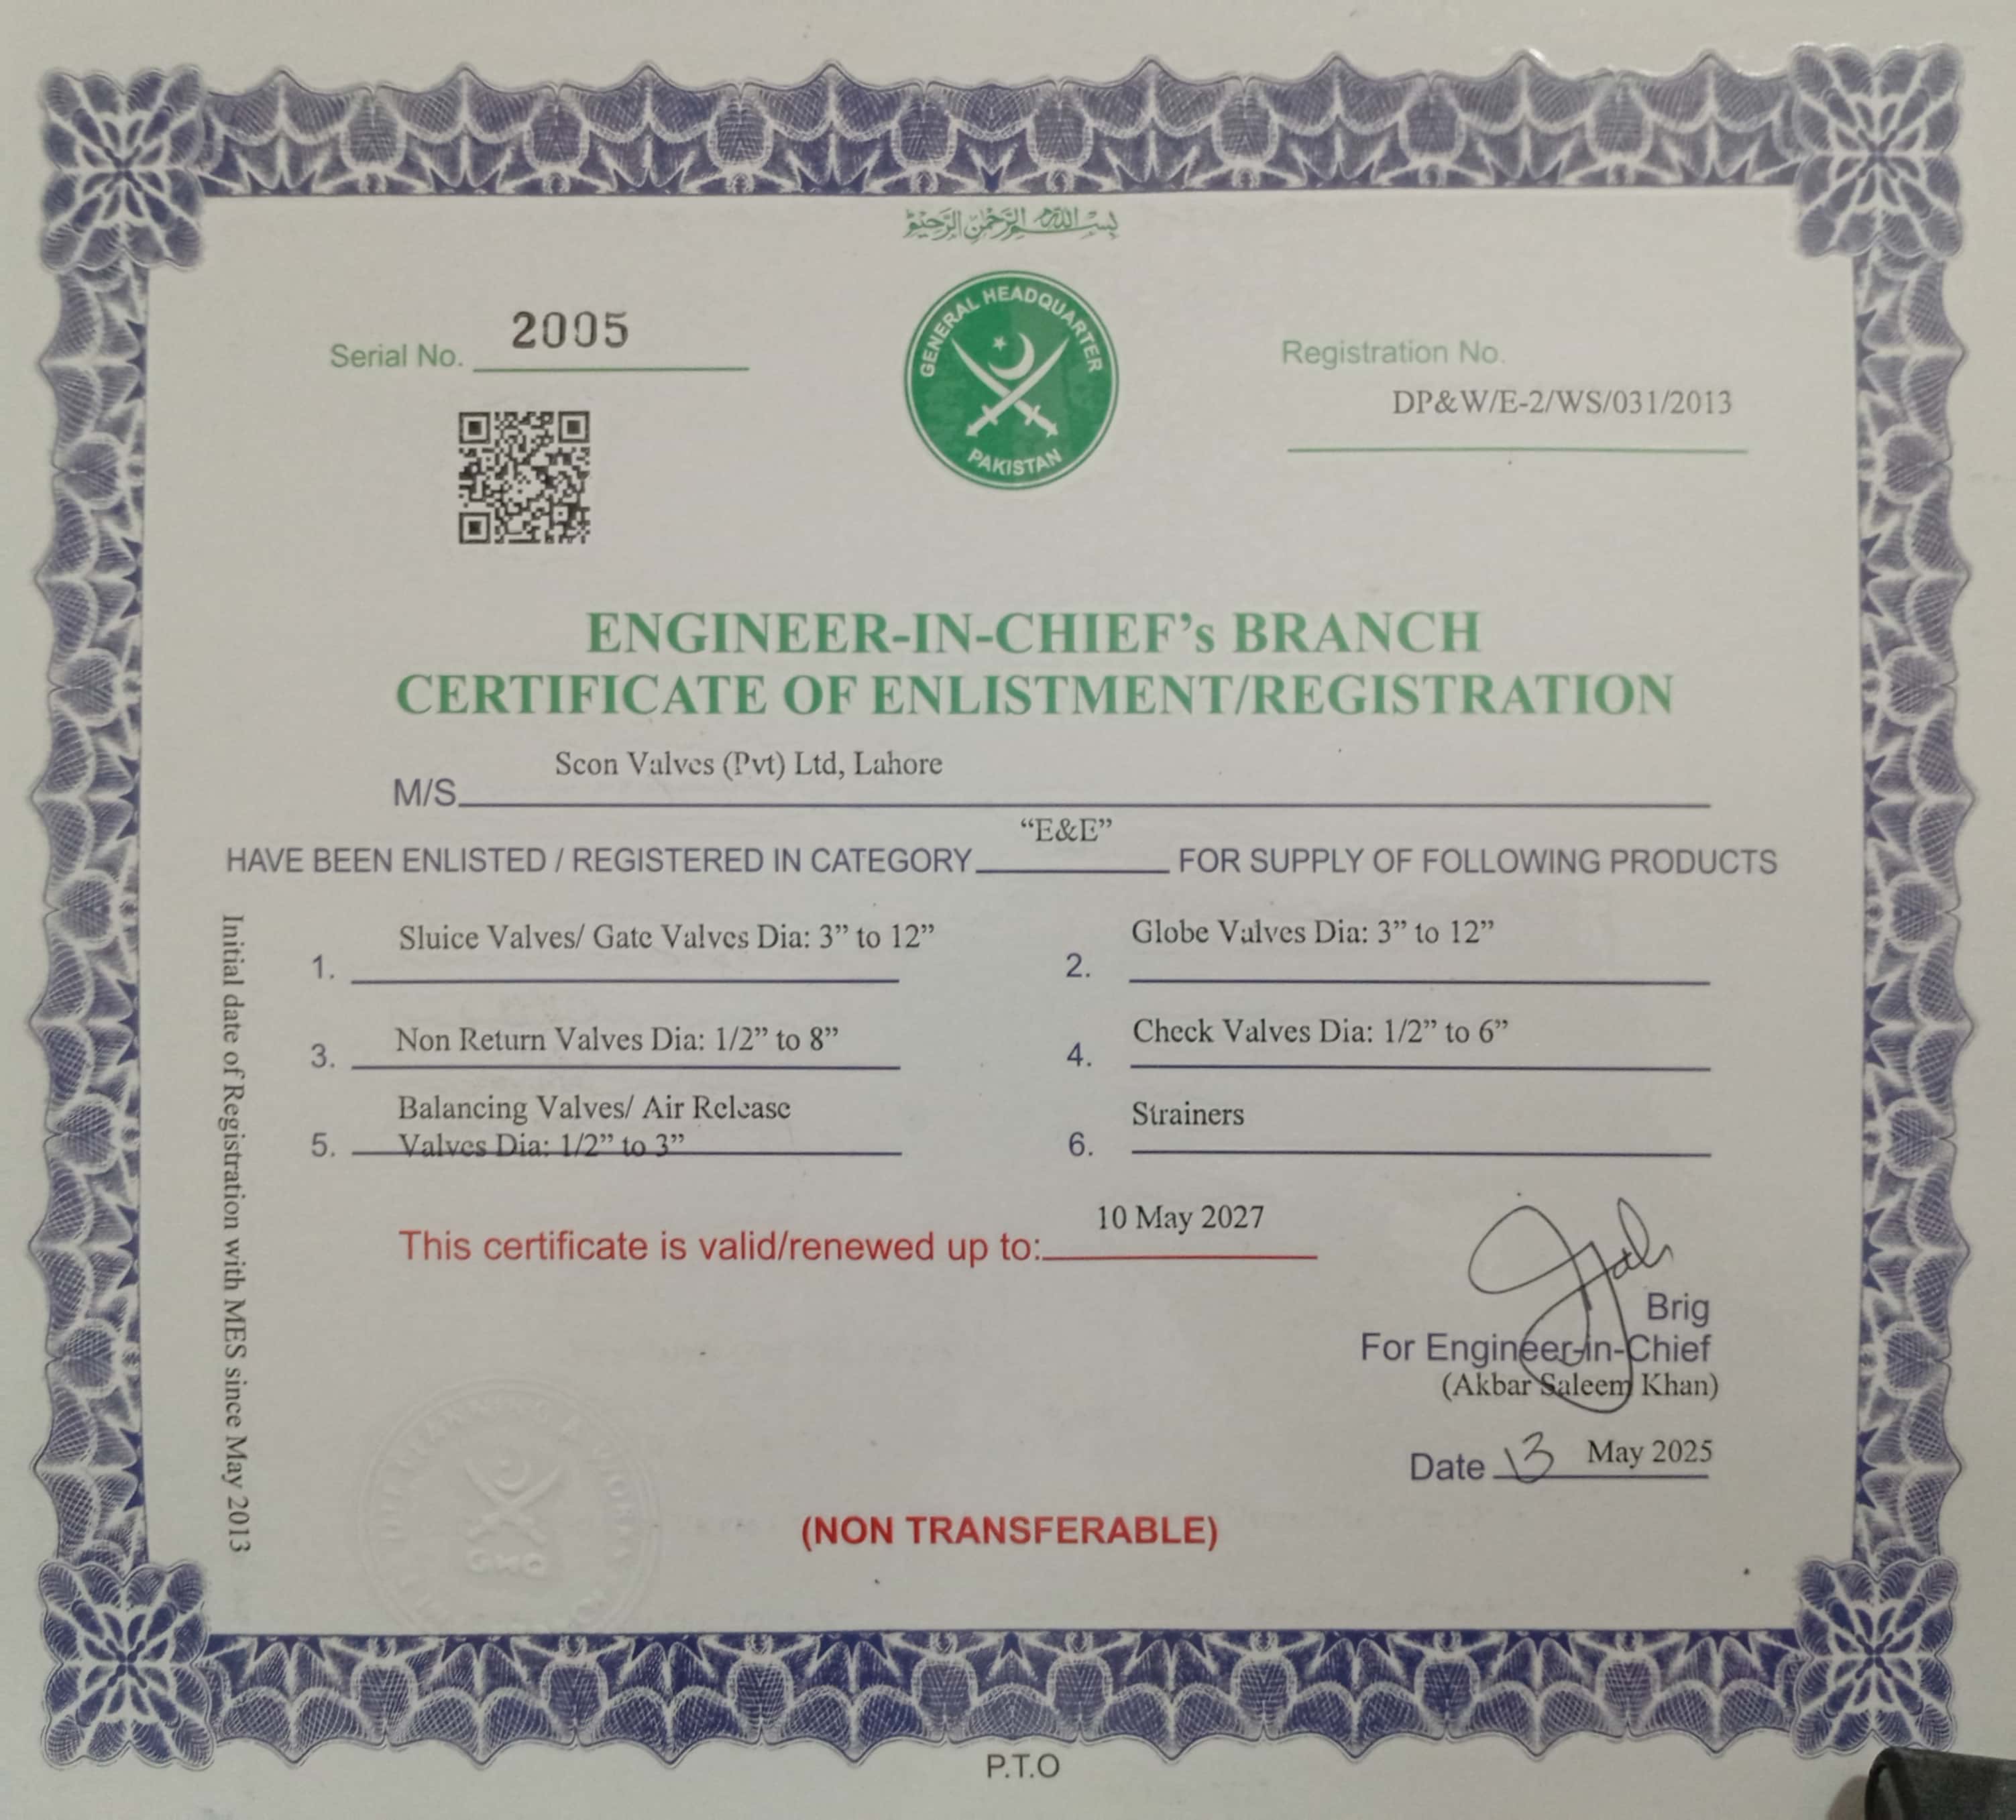 بسم اللہ الرحمن الرحیم
GENERAL HEADQUARTER
PAKISTAN
Serial No. 2005
Registration No.
DP&W/E-2/WS/031/2013
ENGINEER-IN-CHIEF's BRANCH
CERTIFICATE OF ENLISTMENT/REGISTRATION
M/S Scon Valves (Pvt) Ltd, Lahore
HAVE BEEN ENLISTED / REGISTERED IN CATEGORY "E&E" FOR SUPPLY OF FOLLOWING PRODUCTS
1. Sluice Valves/ Gate Valves Dia: 3" to 12"
2. Globe Valves Dia: 3" to 12"
3. Non Return Valves Dia: 1/2" to 8"
4. Check Valves Dia: 1/2" to 6"
5. Balancing Valves/ Air Release
Valves Dia: 1/2" to 3"
6. Strainers
This certificate is valid/renewed up to: 10 May 2027
Brig
For Engineer-in-Chief
(Akbar Saleem Khan)
Date 13 May 2025
Initial date of Registration with MES since May 2013
GHQ
(NON TRANSFERABLE)
P.T.O